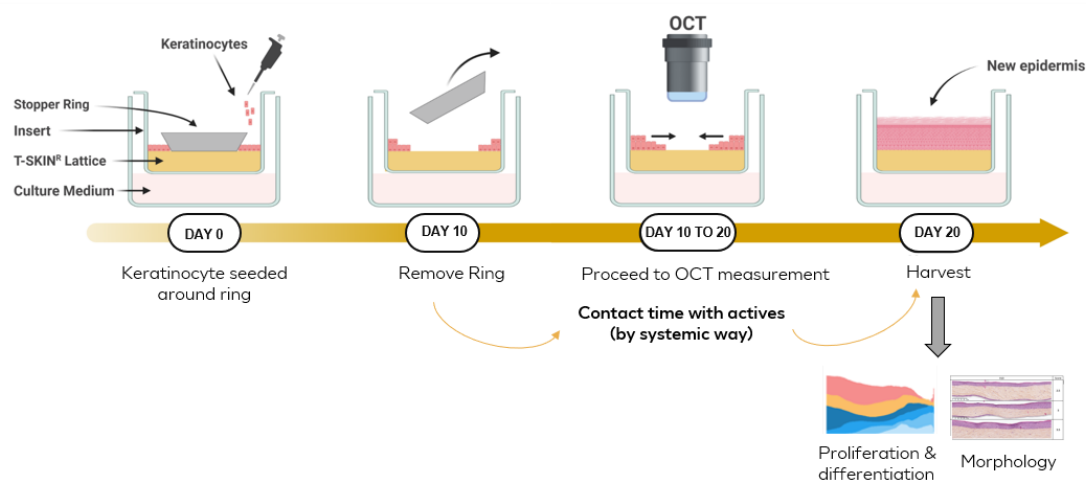 OCT
Keratinocytes
New epidermis
Stopper Ring
Insert
T-SKINᴿ Lattice
Culture Medium
DAY 0
DAY 10
DAY 10 TO 20
DAY 20
Keratinocyte seeded
around ring
Remove Ring
Proceed to OCT measurement
Harvest
Contact time with actives
(by systemic way)
Proliferation &
differentiation
Morphology